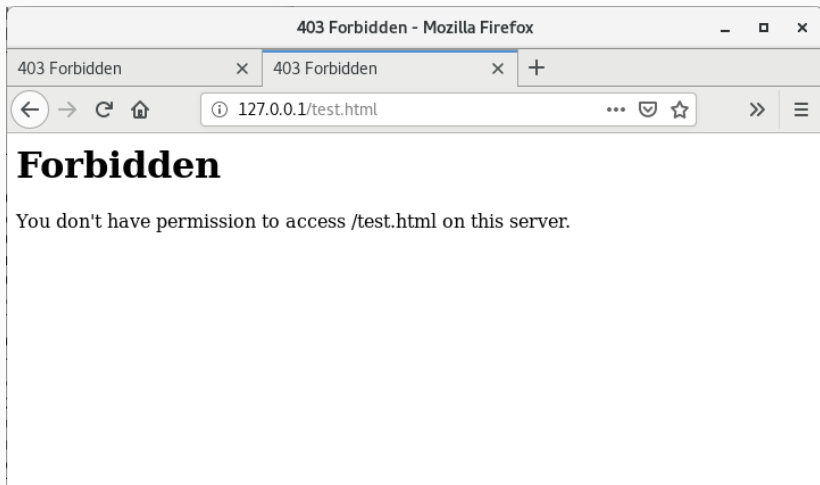 403 Forbidden - Mozilla Firefox
403 Forbidden
403 Forbidden
127.0.0.1/test.html
Forbidden
You don't have permission to access /test.html on this server.